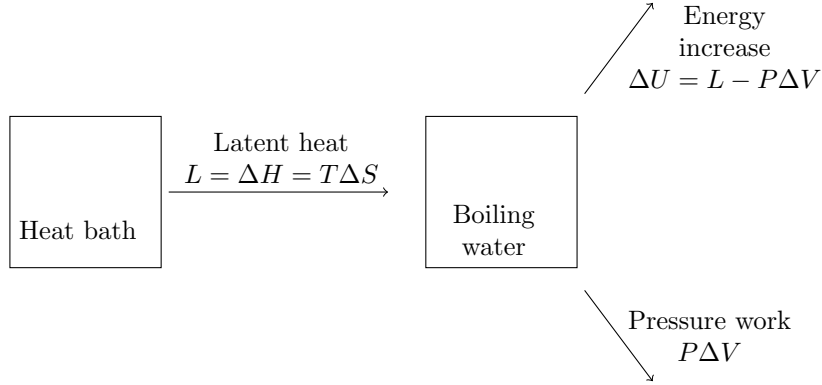 Energy
increase
ΔU = L − PΔV
Latent heat
L = ΔH = TΔS
Heat bath
Boiling
water
Pressure work
PΔV